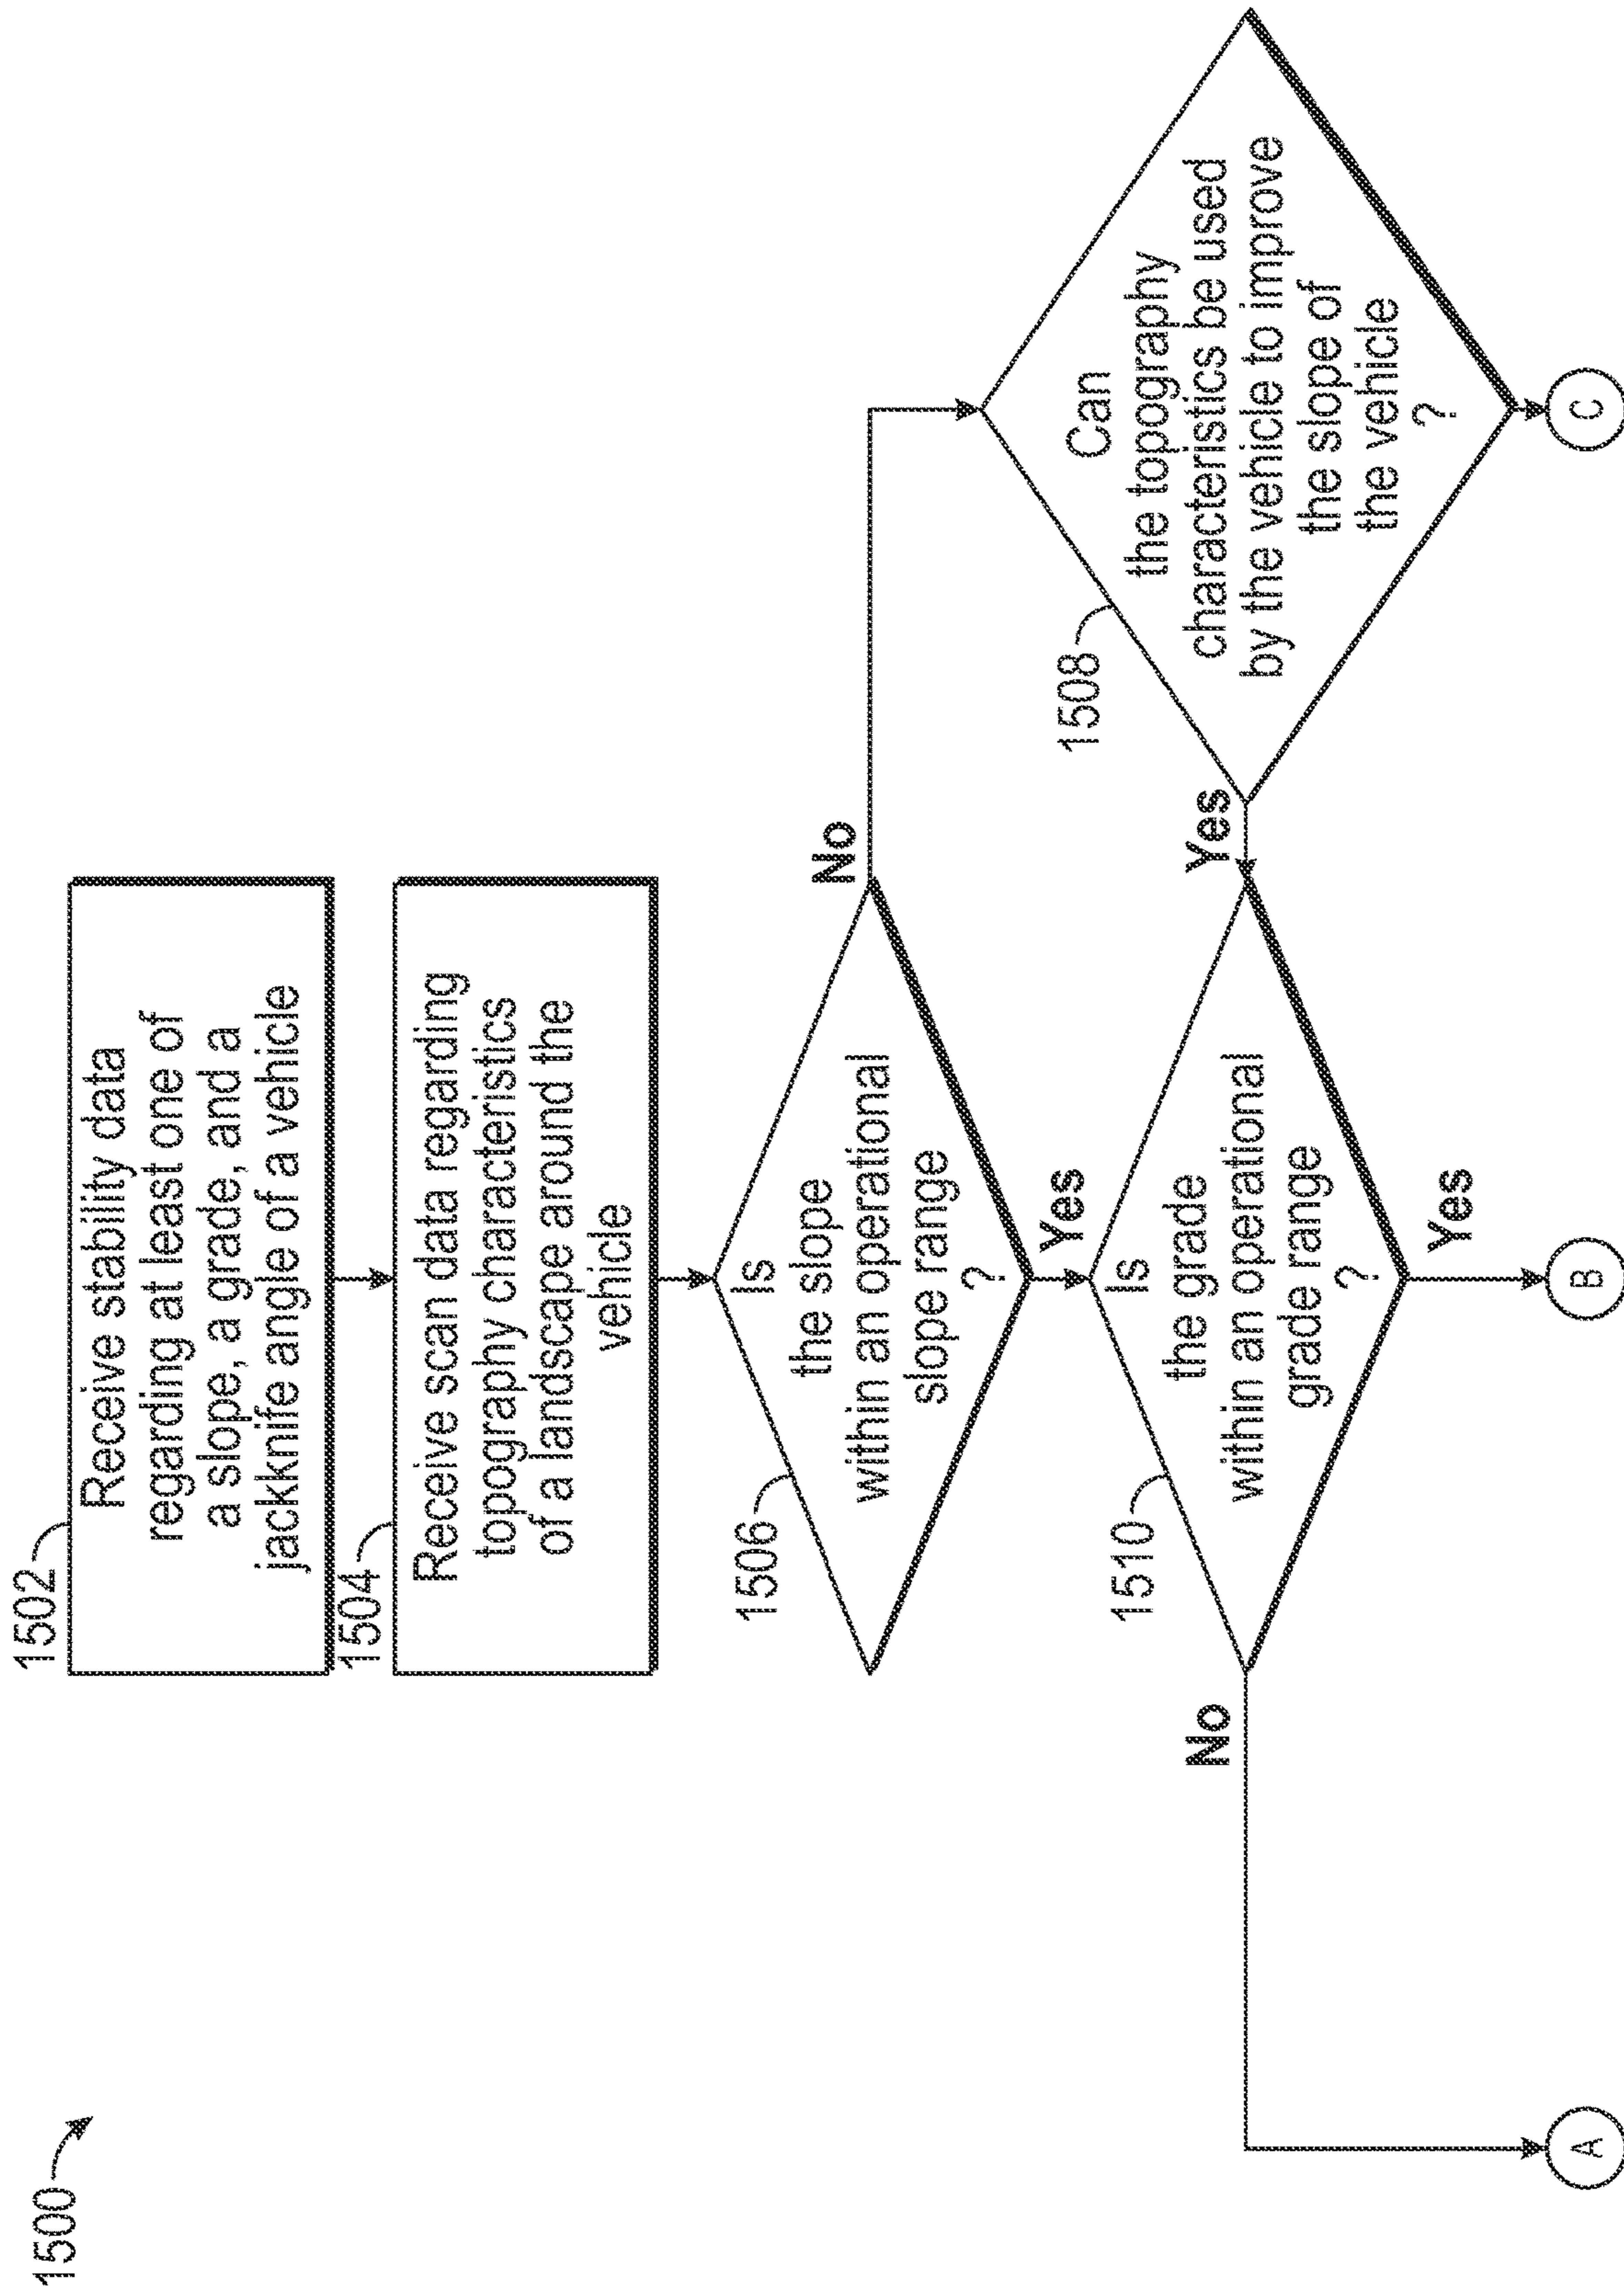 1500
1502
Receive stability data
regarding at least one of
a slope, a grade, and a
jackknife angle of a vehicle
1504
Receive scan data regarding
topography characteristics
of a landscape around the
vehicle
1506
Is
the slope
within an operational
slope range
?
No
Yes
1508
Can
the topography
characteristics be used
by the vehicle to improve
the slope of
the vehicle
?
Yes
1510
Is
the grade
within an operational
grade range
?
No
Yes
A
B
C